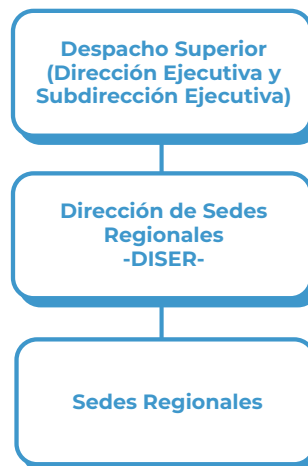 Despacho Superior
(Dirección Ejecutiva y
Subdirección Ejecutiva)
Dirección de Sedes
Regionales
-DISER-
Sedes Regionales